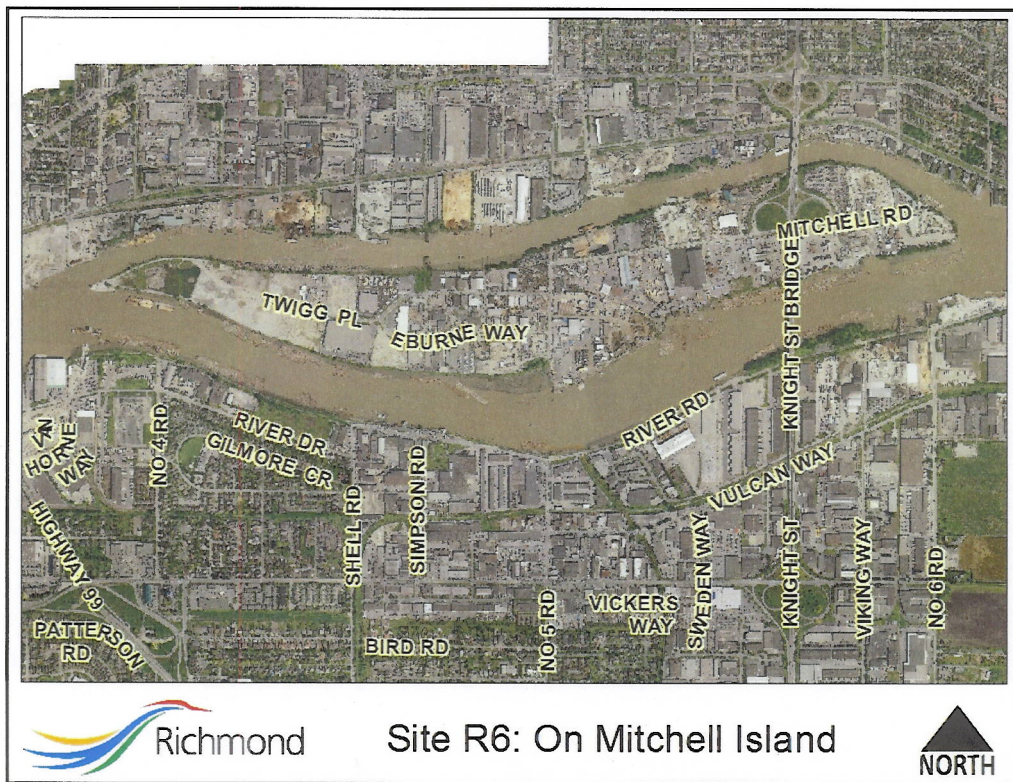 MITCHELL RD
KNIGHT ST BRIDGE
TWIGG PL
EBURNE WAY
VAN
HORNE
WAY
NO 4 RD
RIVER DR
GILMORE CR
SHELL RD
SIMPSON RD
RIVER RD
VULCAN WAY
HIGHWAY 99
PATTERSON
RD
BIRD RD
NO 5 RD
VICKERS
WAY
SWEDEN WAY
KNIGHT ST
VIKING WAY
NO 6 RD
Richmond
Site R6: On Mitchell Island
NORTH